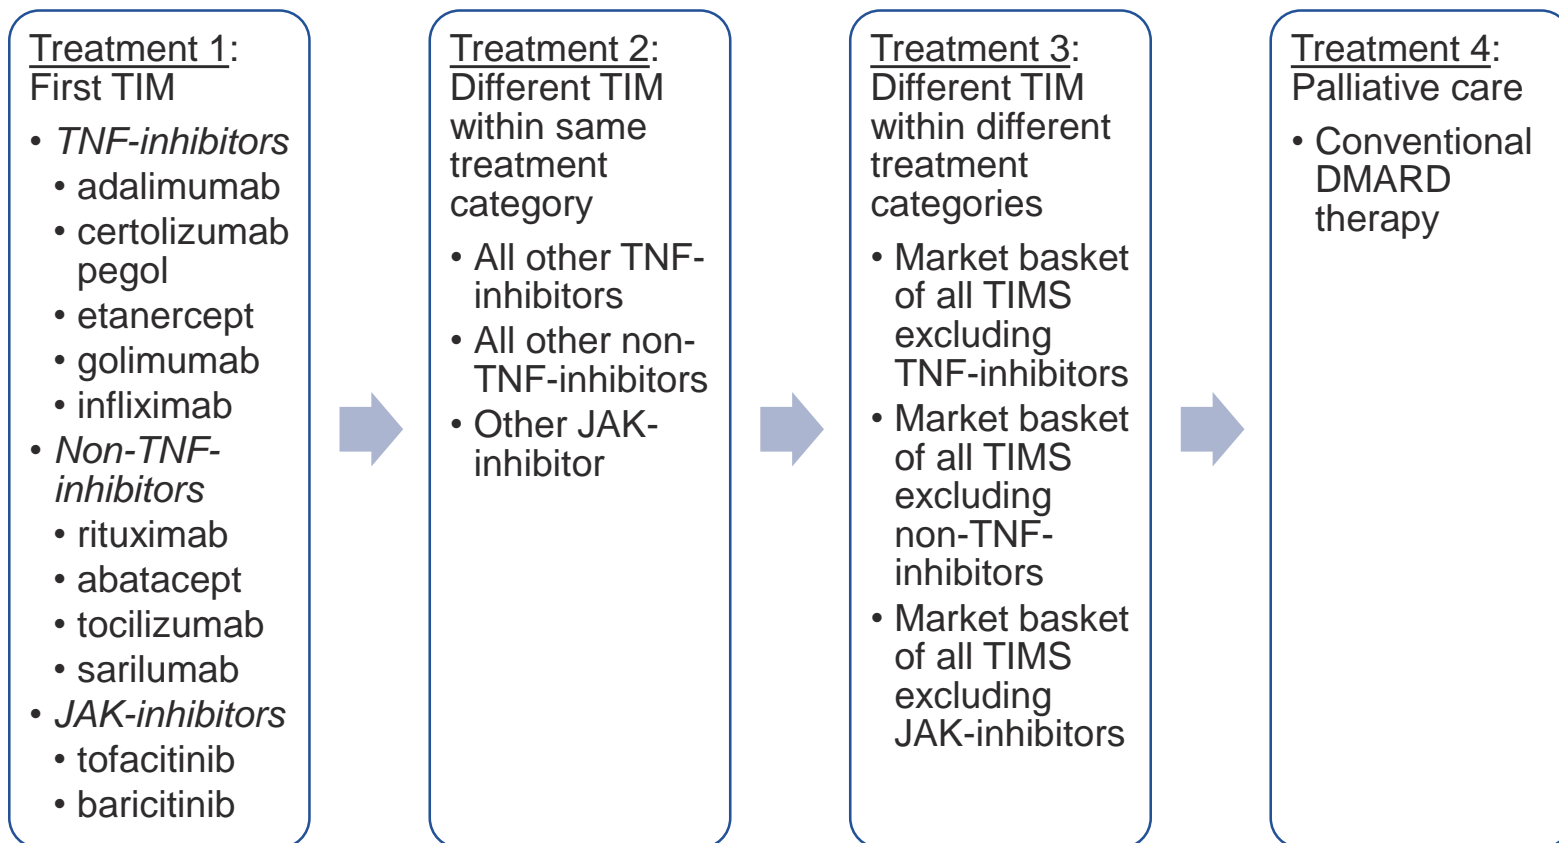 Treatment 1:
First TIM
• TNF-inhibitors
• adalimumab
• certolizumab
pegol
• etanercept
• golimumab
• infliximab
• Non-TNF-
inhibitors
• rituximab
• abatacept
• tocilizumab
• sarilumab
• JAK-inhibitors
• tofacitinib
• baricitinib
Treatment 2:
Different TIM
within same
treatment
category
• All other TNF-
inhibitors
• All other non-
TNF-inhibitors
• Other JAK-
inhibitor
Treatment 3:
Different TIM
within different
treatment
categories
• Market basket
of all TIMS
excluding
TNF-inhibitors
• Market basket
of all TIMS
excluding
non-TNF-
inhibitors
• Market basket
of all TIMS
excluding
JAK-inhibitors
Treatment 4:
Palliative care
• Conventional
DMARD
therapy